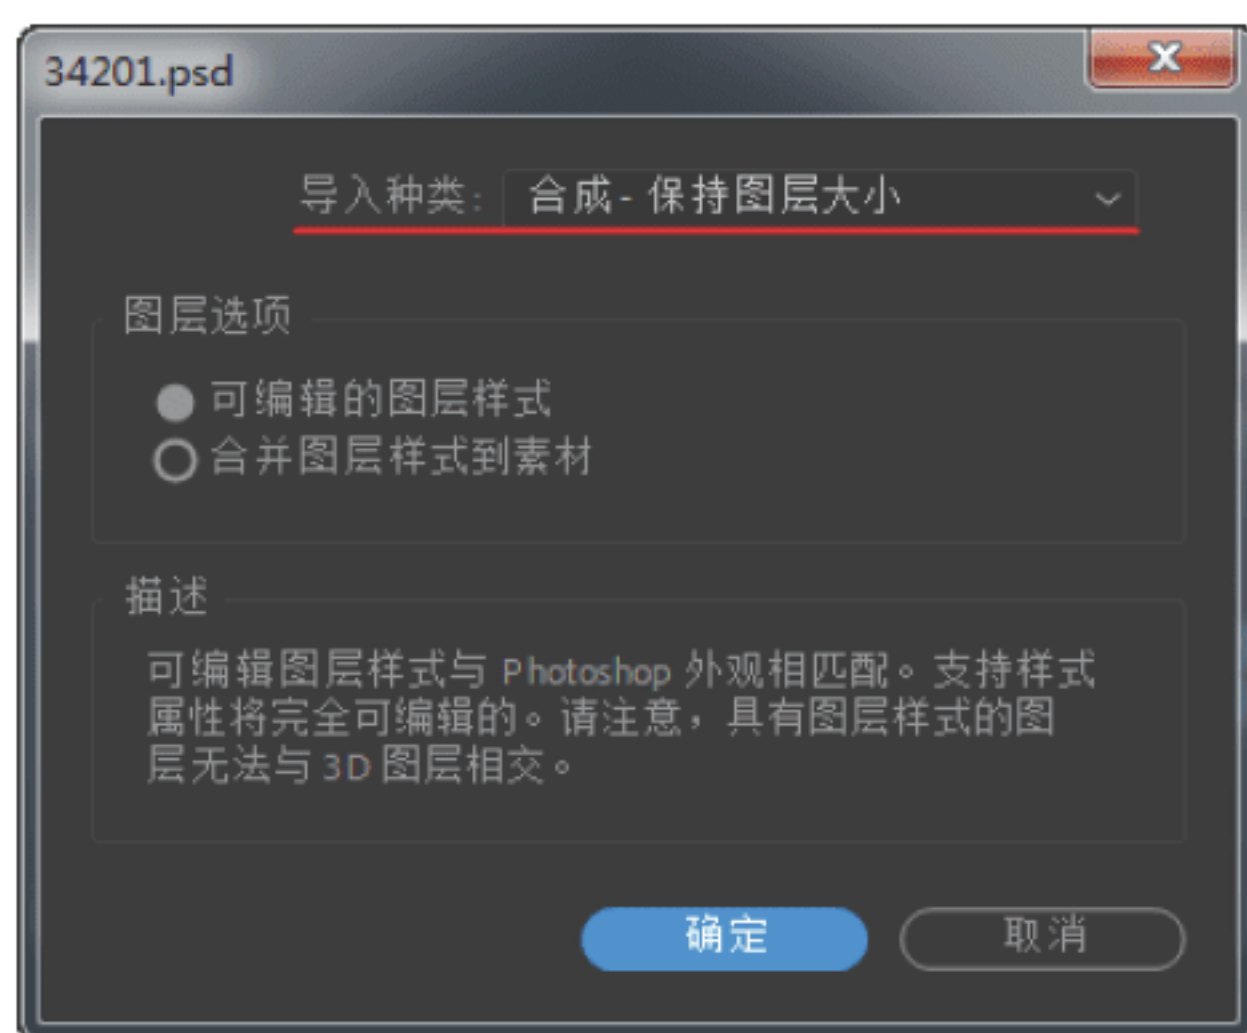 34201.psd
导入种类: 合成 - 保持图层大小
图层选项
可编辑的图层样式
合并图层样式到素材
描述
可编辑图层样式与 Photoshop 外观相匹配。支持样式
属性将完全可编辑的。请注意，具有图层样式的图
层无法与 3D 图层相交。
确定 取消